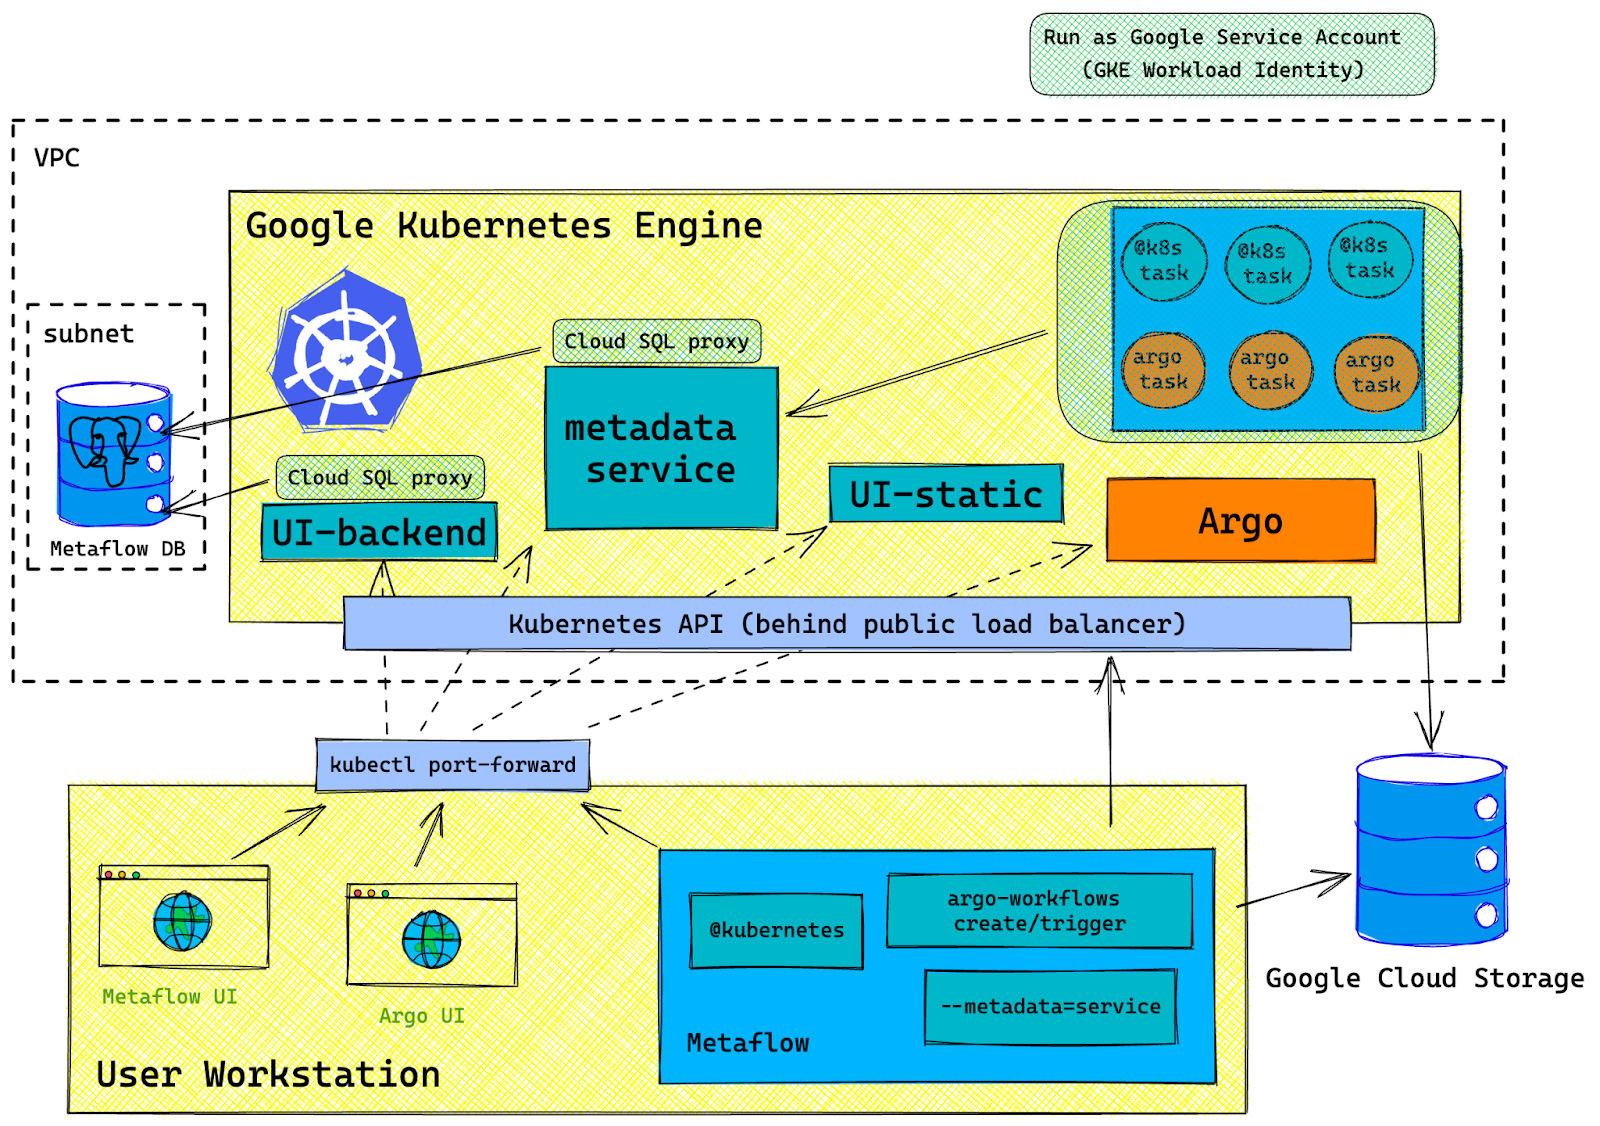 Run as Google Service Account
(GKE Workload Identity)
VPC
Google Kubernetes Engine
@k8s
task
@k8s
task
@k8s
task
argo
task
argo
task
argo
task
subnet
Metaflow DB
Cloud SQL proxy
metadata
service
Cloud SQL proxy
UI-backend
UI-static
Argo
Kubernetes API (behind public load balancer)
kubectl port-forward
Metaflow UI
Argo UI
User Workstation
@kubernetes
argo-workflows
create/trigger
--metadata=service
Metaflow
Google Cloud Storage